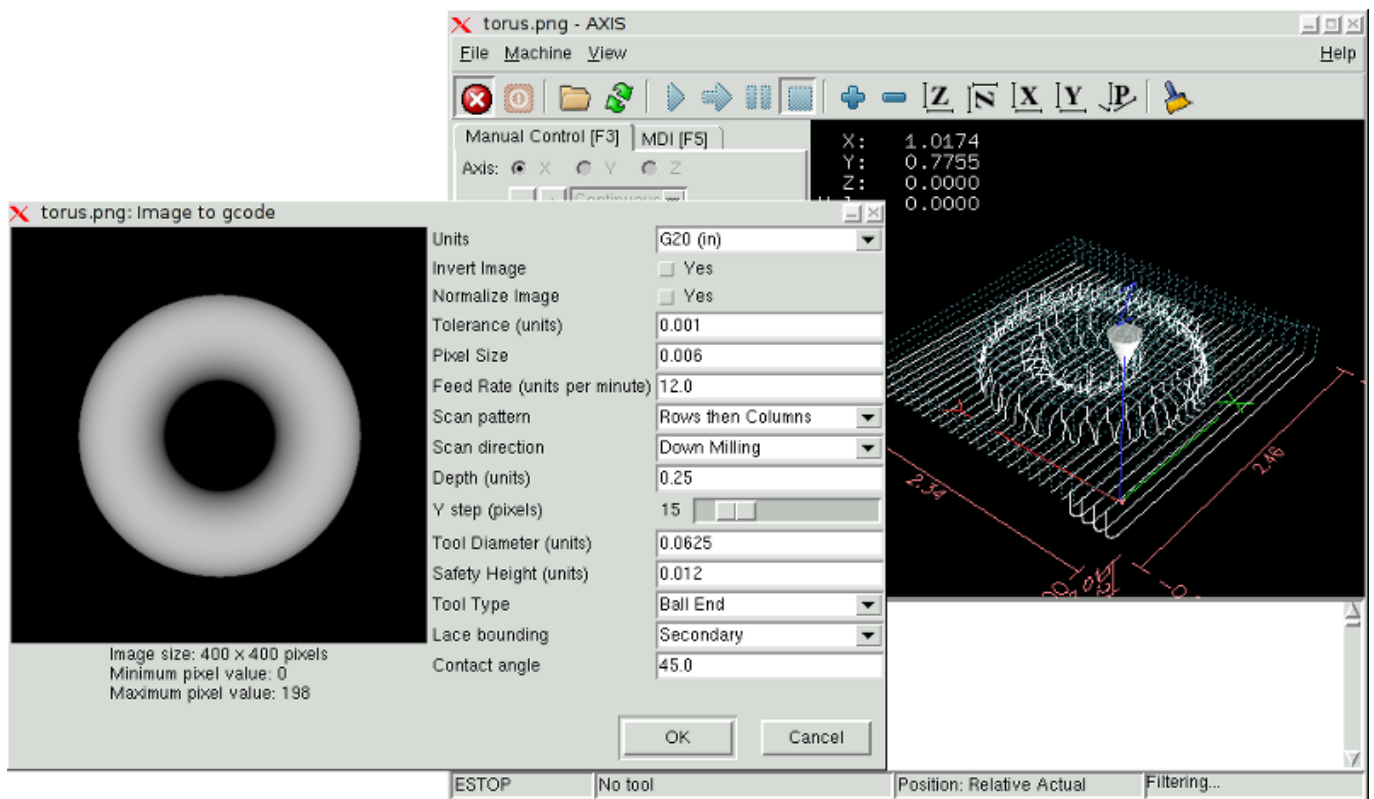 torus.png - AXIS
File Machine View Help
Z N X Y P
Manual Control [F3] MDI [F5]
Axis: X Y Z
Continuous
X: 1.0174
Y: 0.7755
Z: 0.0000
0.0000
torus.png: Image to gcode
Units G20 (in)
Invert Image Yes
Normalize Image Yes
Tolerance (units) 0.001
Pixel Size 0.006
Feed Rate (units per minute) 12.0
Scan pattern Rows then Columns
Scan direction Down Milling
Depth (units) 0.25
Y step (pixels) 15
Tool Diameter (units) 0.0625
Safety Height (units) 0.012
Tool Type Ball End
Lace bounding Secondary
Contact angle 45.0
Image size: 400 x 400 pixels
Minimum pixel value: 0
Maximum pixel value: 198
OK Cancel
2.34
2.46
ESTOP No tool Position: Relative Actual Filtering...